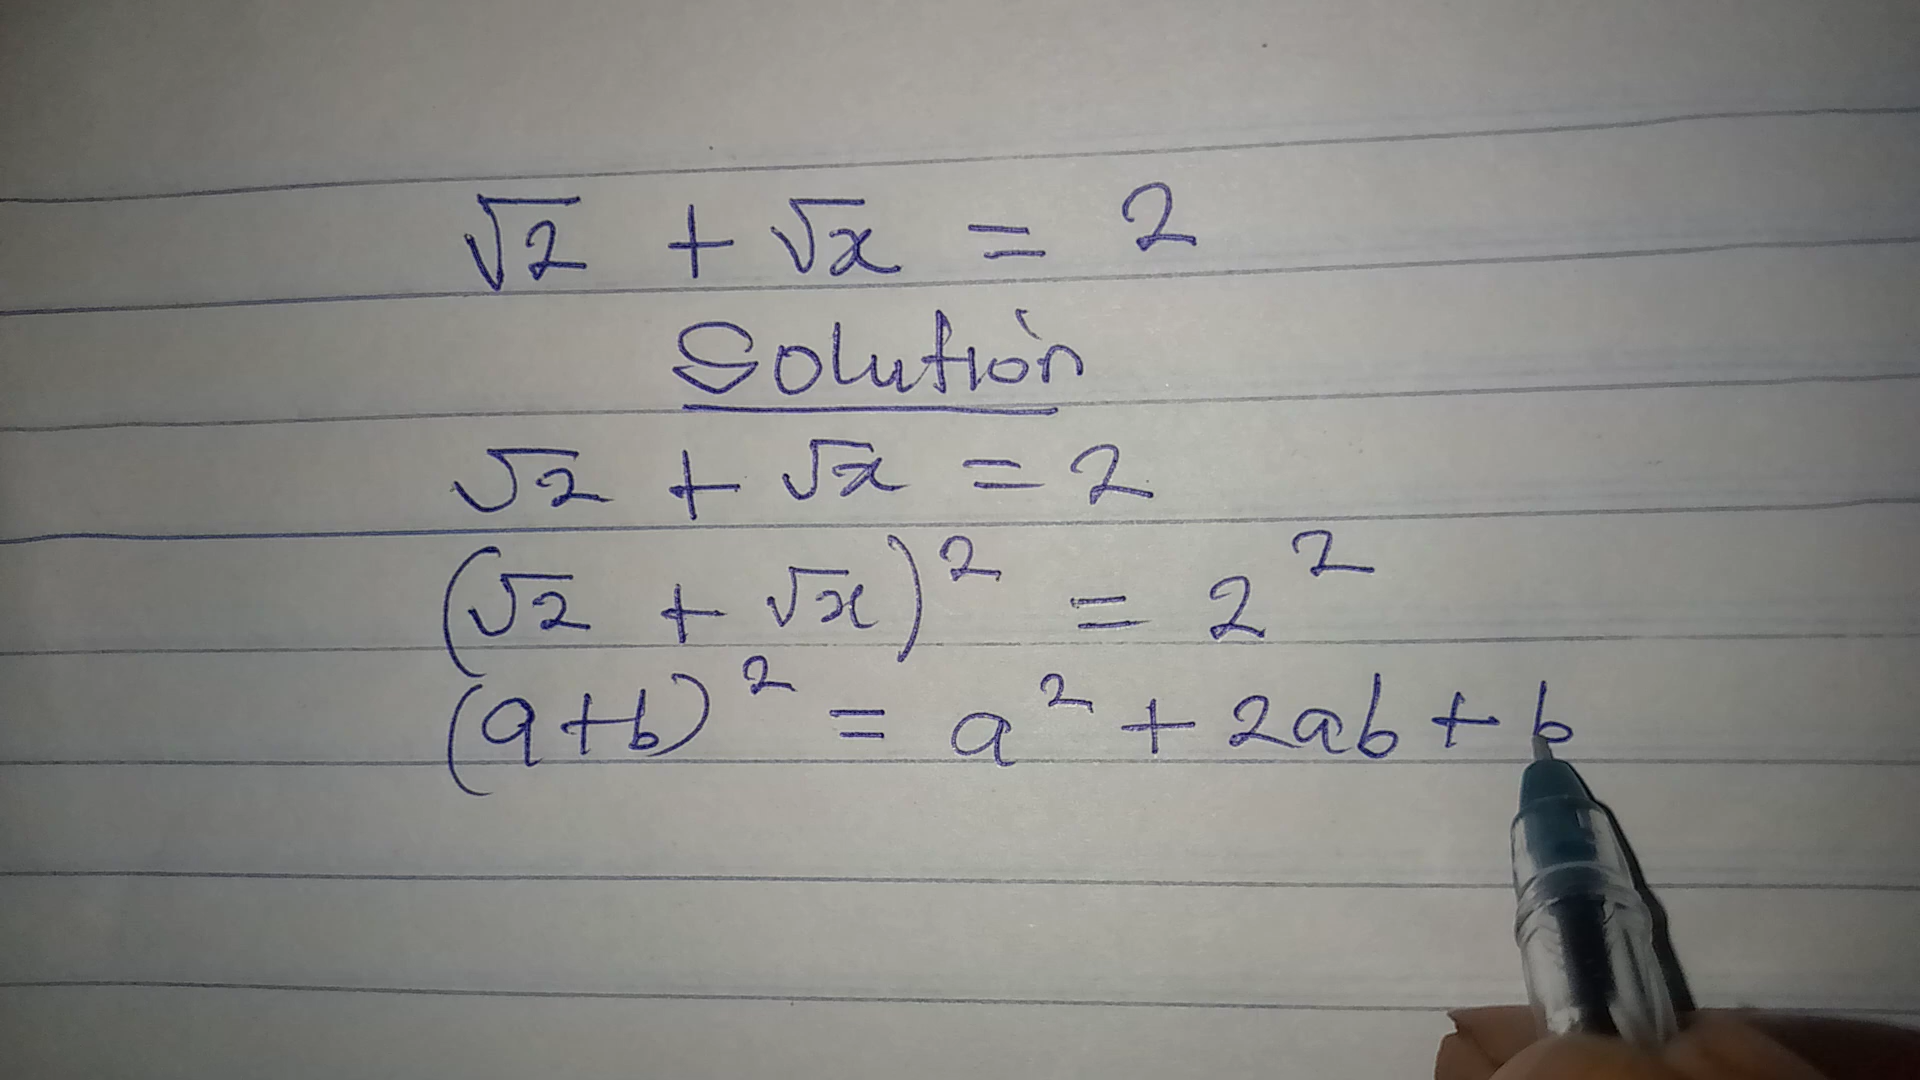 √2 + √x = 2
Solution
√2 + √x = 2
(√2 + √x)² = 2²
(a+b)² = a² + 2ab + b